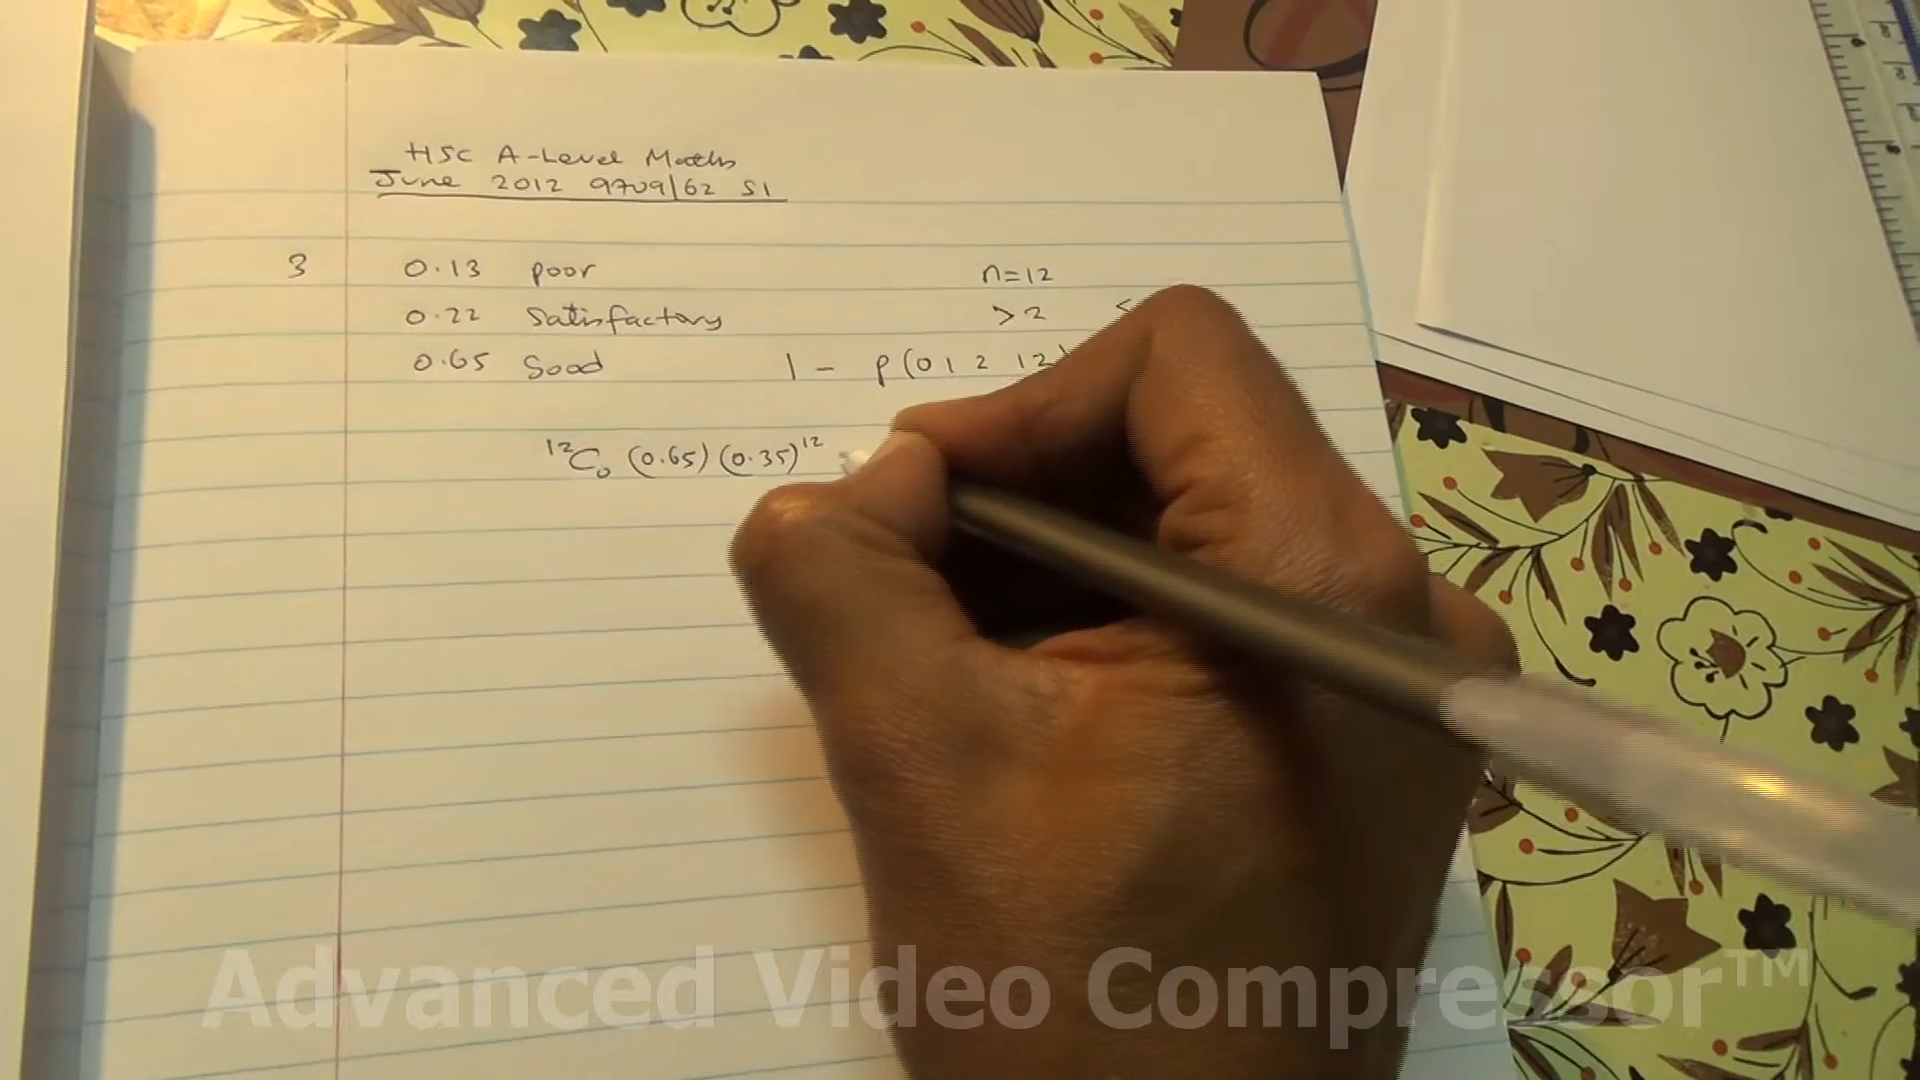 HSC A-Level Maths
June 2012 9709/62 S1
3 0.13 poor n=12
0.22 Satisfactory >2 <
0.65 Good 1 - P(0 1 2 12)
¹²C₀ (0.65) (0.35)¹²
Advanced Video Compressor™